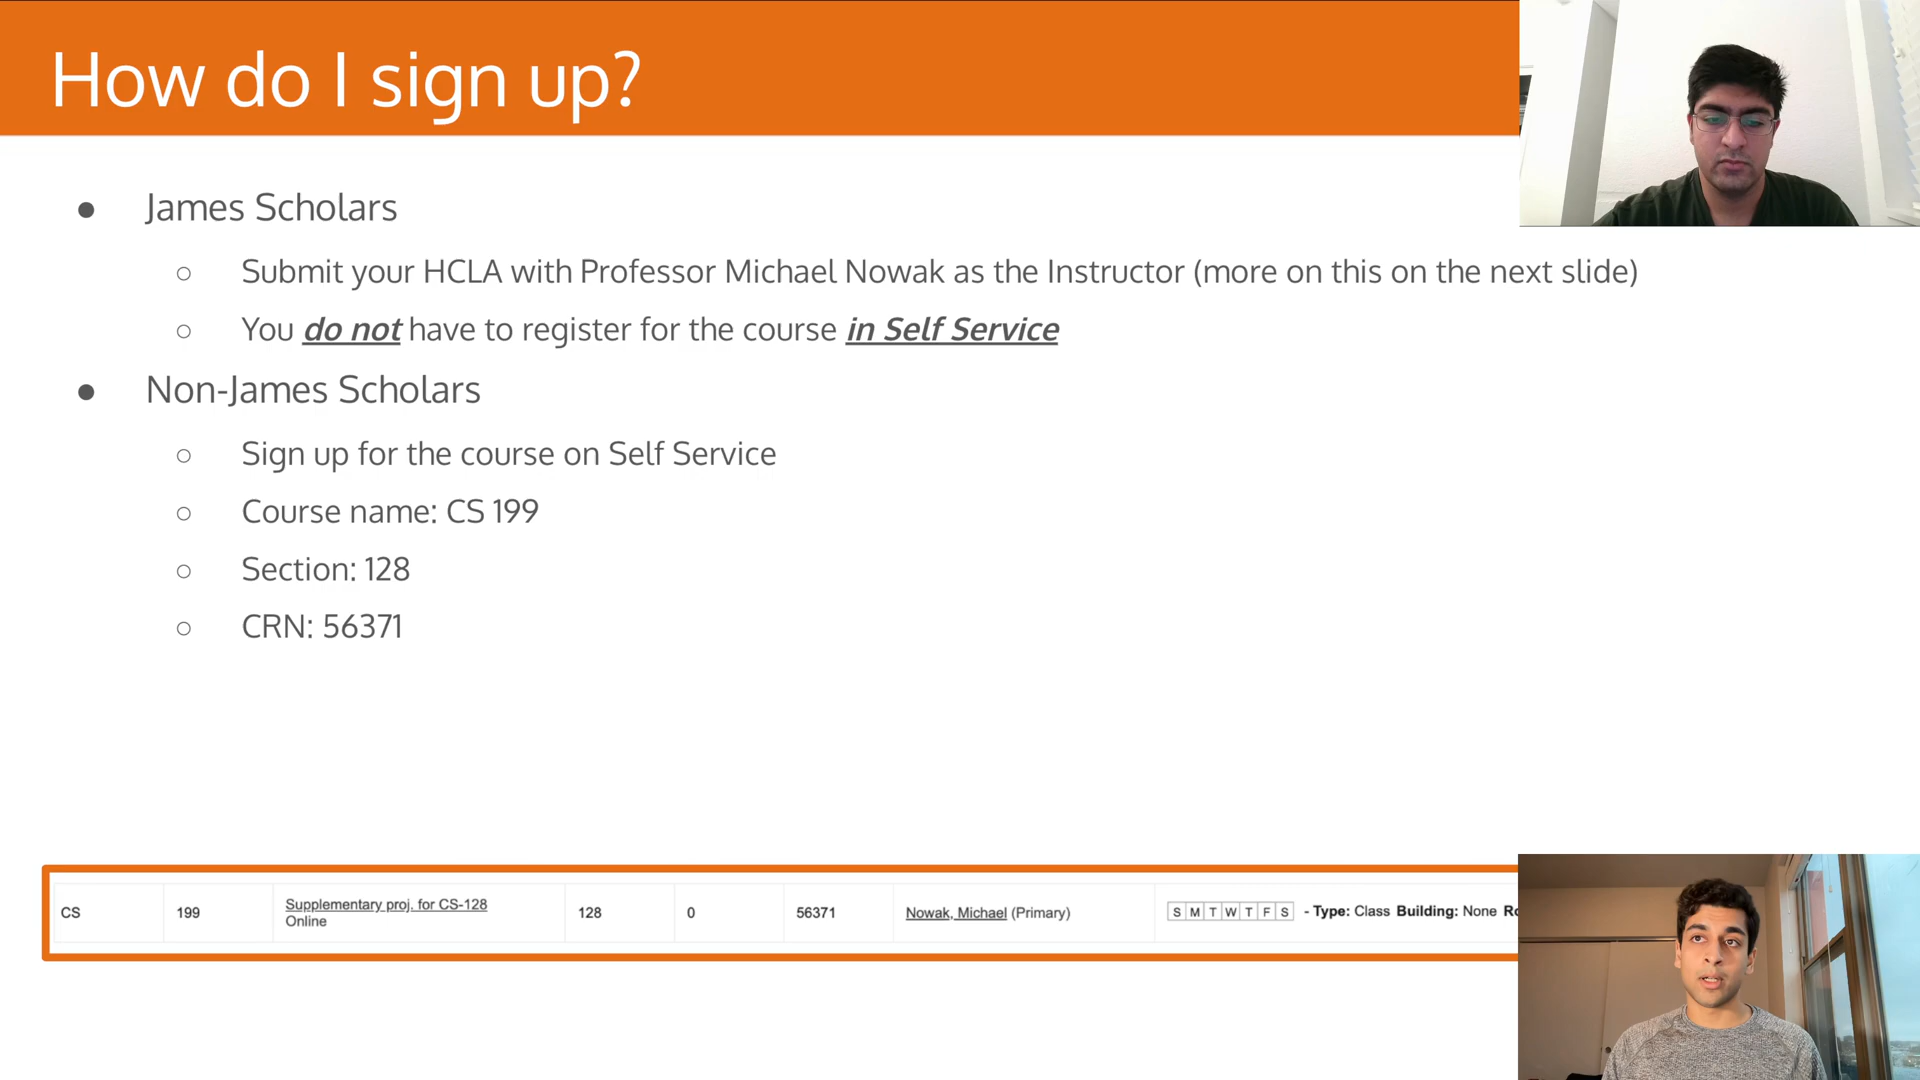 How do I sign up?
● James Scholars
○ Submit your HCLA with Professor Michael Nowak as the Instructor (more on this on the next slide)
○ You do not have to register for the course in Self Service
● Non-James Scholars
○ Sign up for the course on Self Service
○ Course name: CS 199
○ Section: 128
○ CRN: 56371
CS 199 Supplementary proj. for CS-128 128 0 56371 Nowak, Michael (Primary) S M T W T F S - Type: Class Building: None Ro
Online